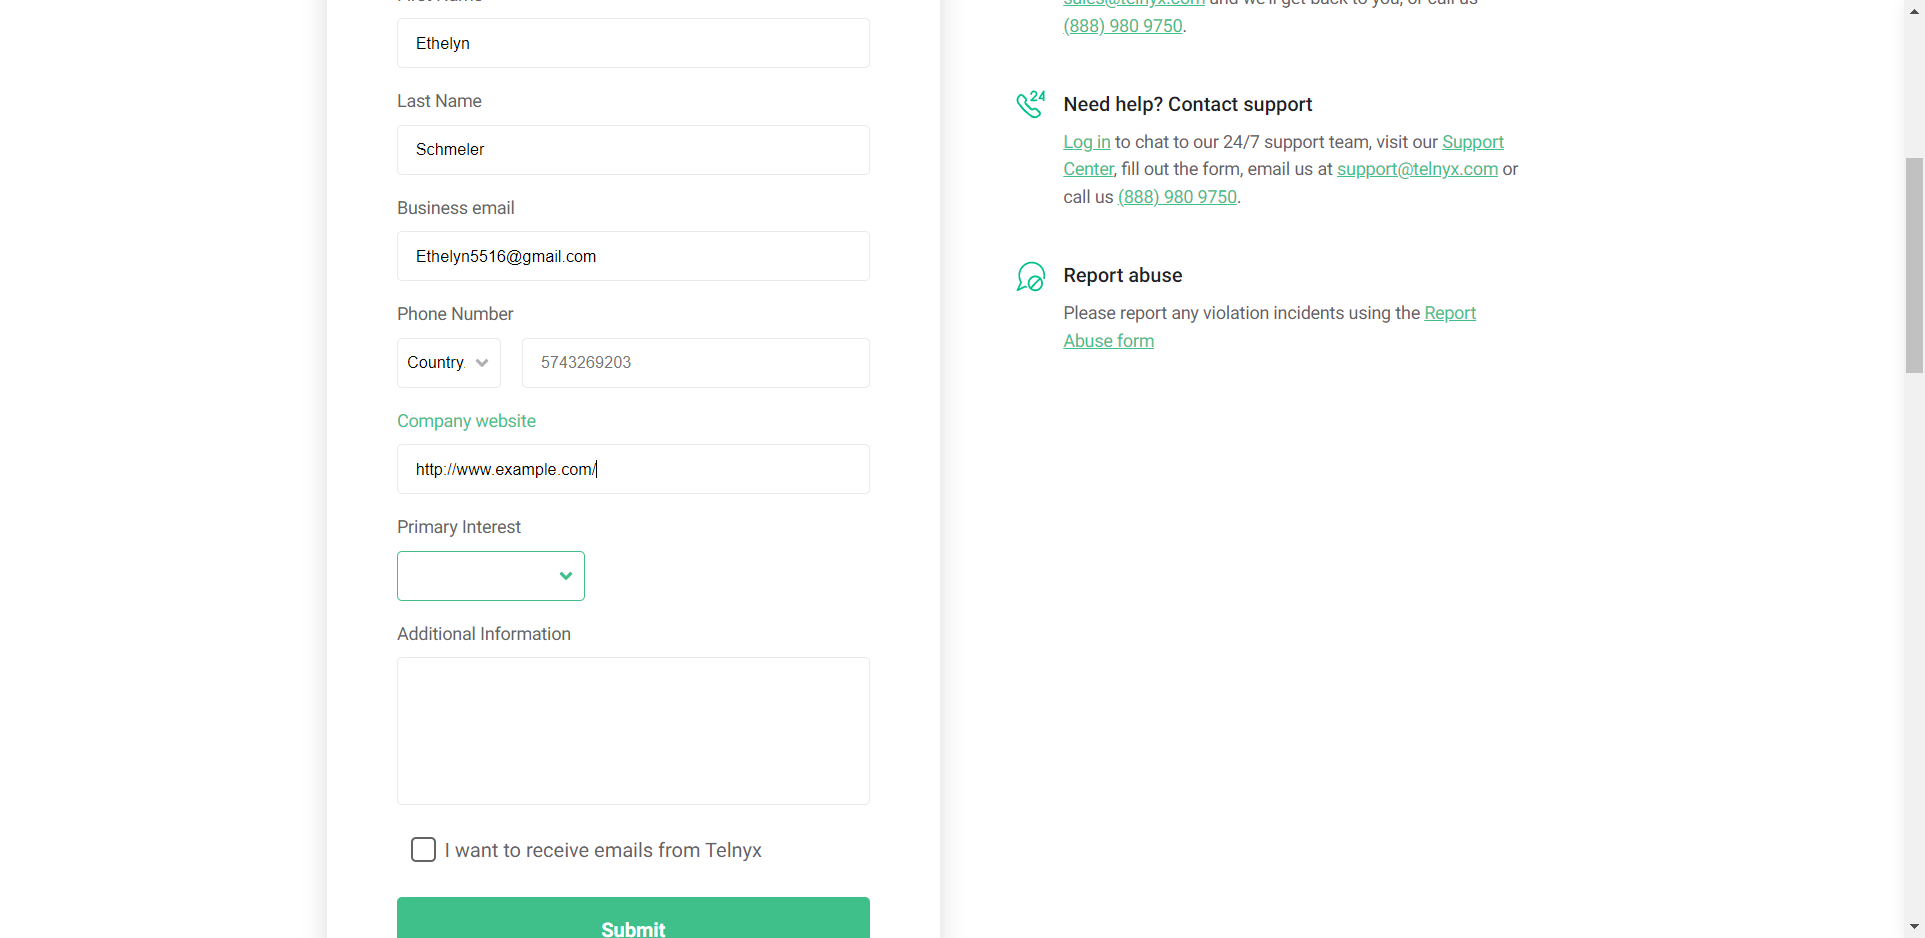 Ethelyn
Last Name
Schmeler
Business email
Ethelyn5516@gmail.com
Phone Number
Country
5743269203
Company website
http://www.example.com/
Primary Interest
Additional Information
I want to receive emails from Telnyx
Submit
sales@telnyx.com and we'll get back to you, or call us
(888) 980 9750.
24
Need help? Contact support
Log in to chat to our 24/7 support team, visit our Support
Center, fill out the form, email us at support@telnyx.com or
call us (888) 980 9750.
Report abuse
Please report any violation incidents using the Report
Abuse form